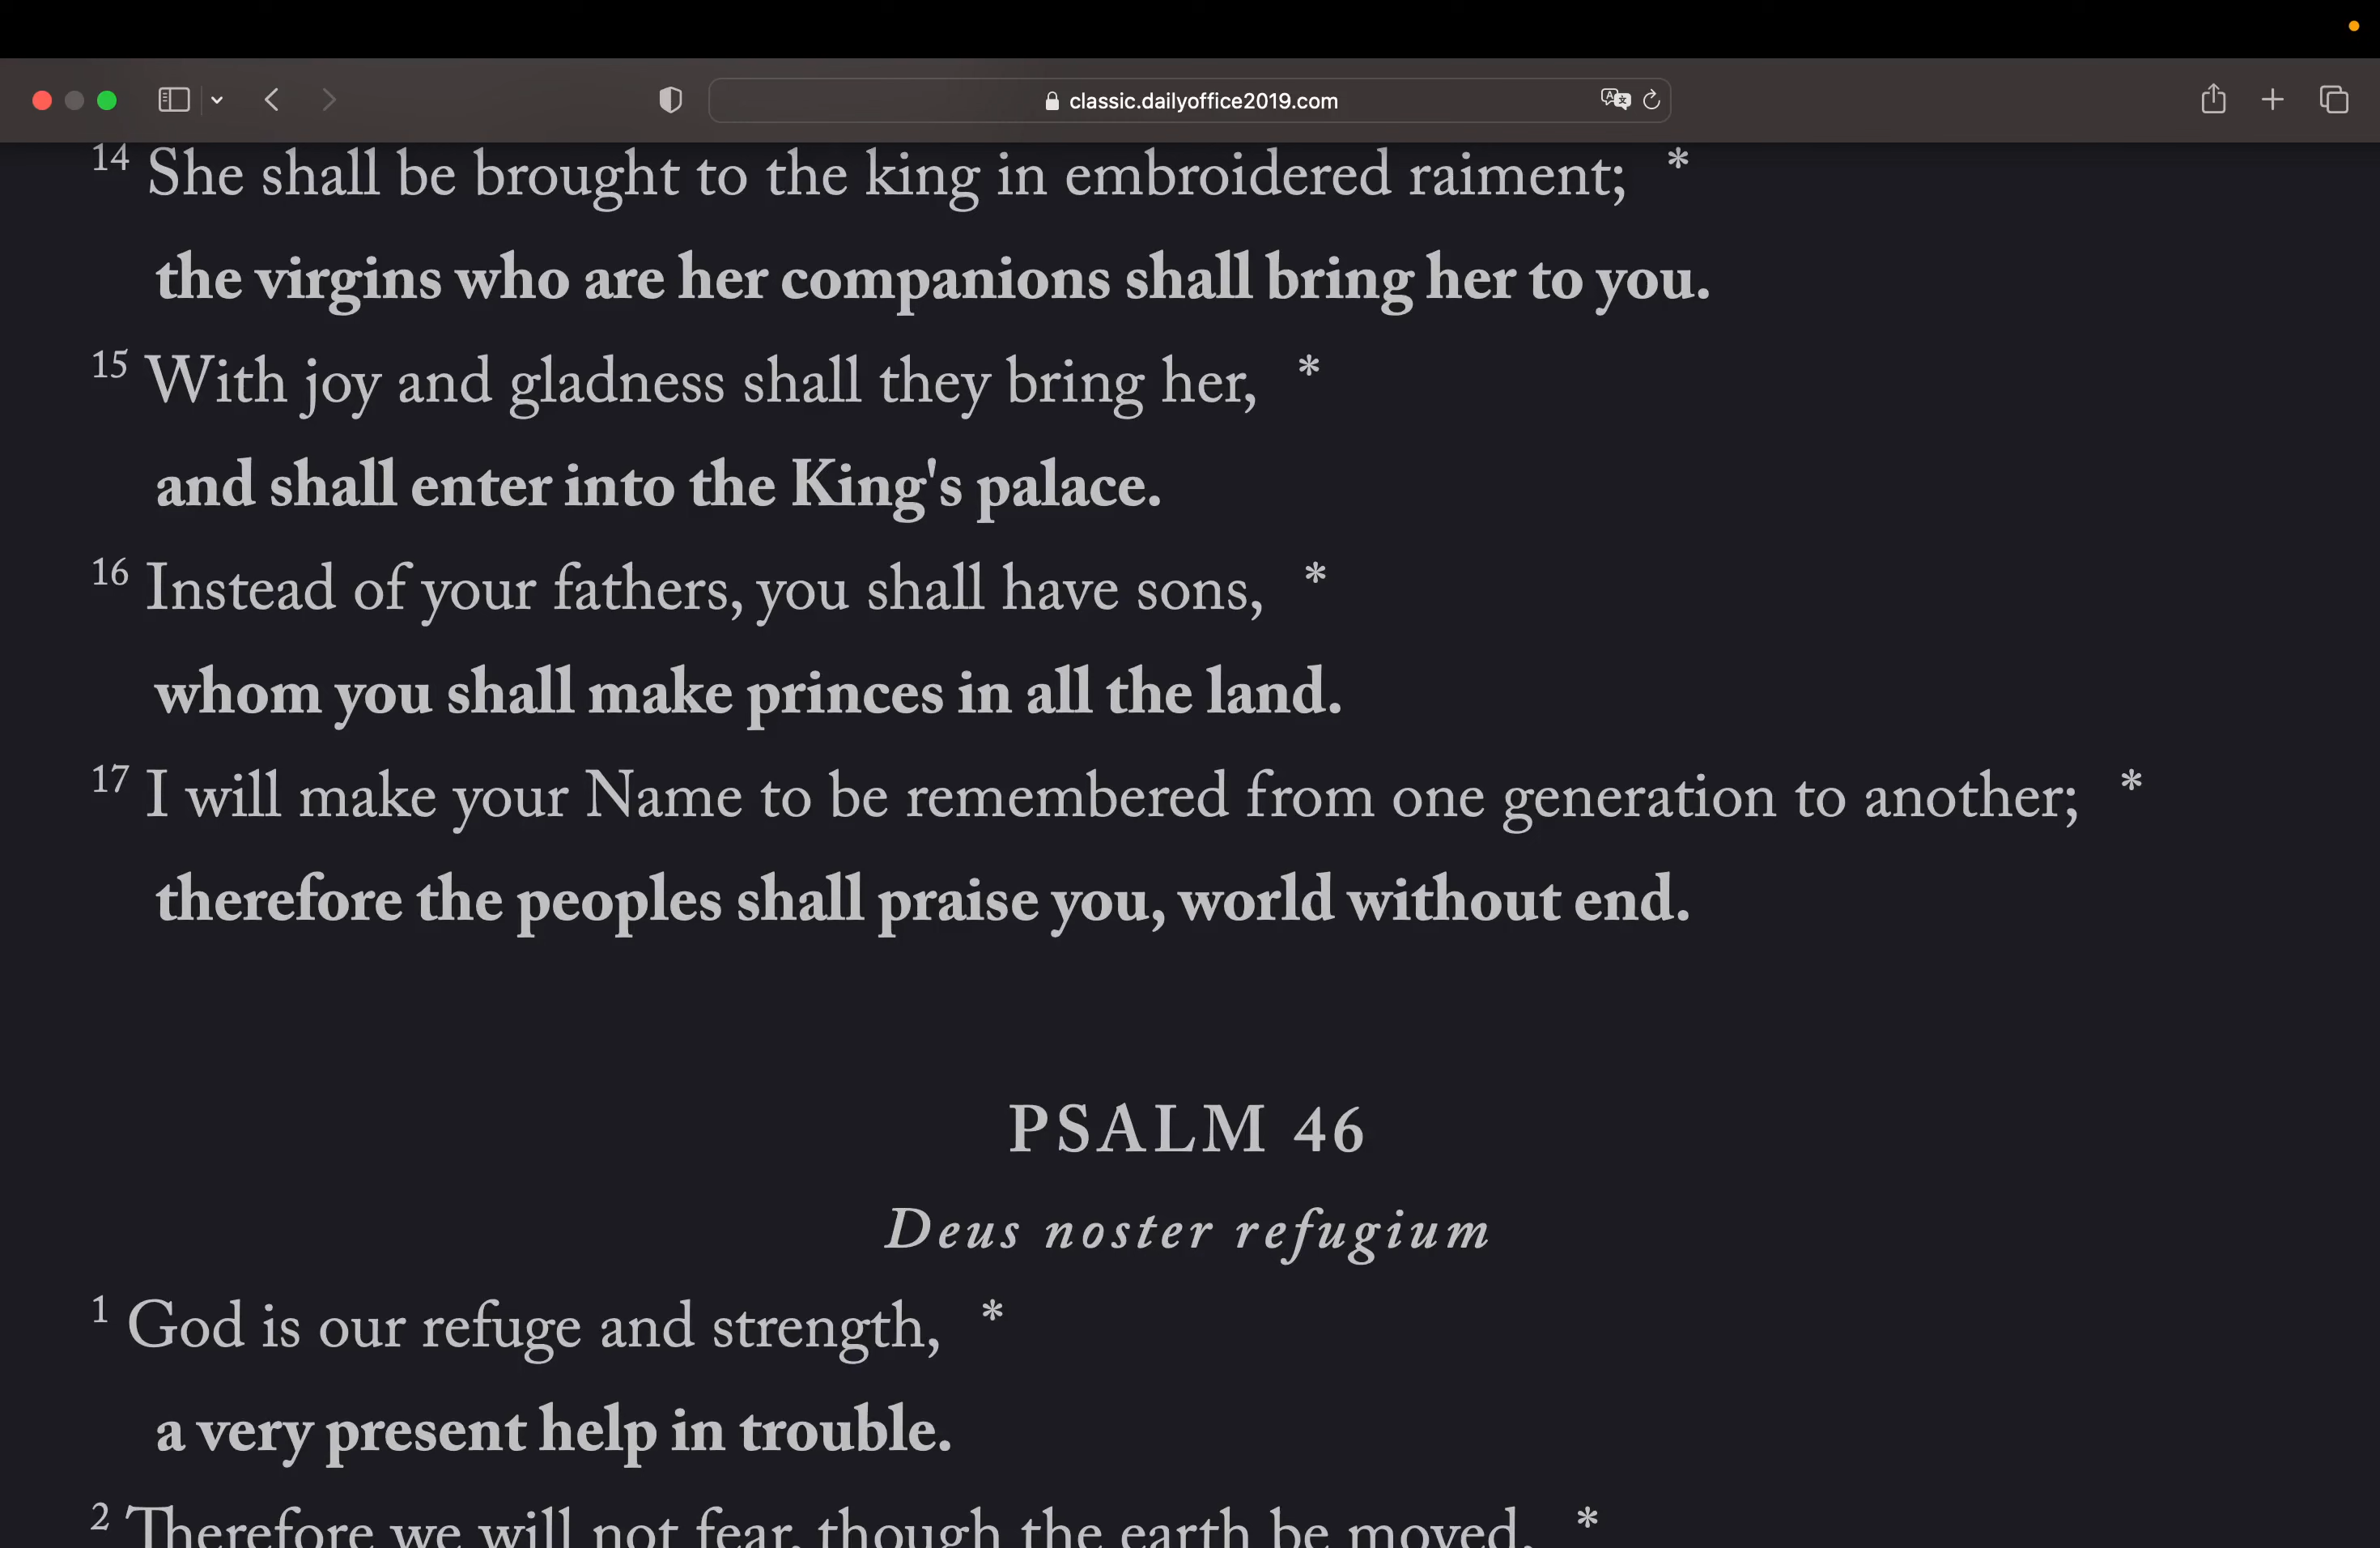 classic.dailyoffice2019.com
14 She shall be brought to the king in embroidered raiment; *
the virgins who are her companions shall bring her to you.
15 With joy and gladness shall they bring her, *
and shall enter into the King's palace.
16 Instead of your fathers, you shall have sons, *
whom you shall make princes in all the land.
17 I will make your Name to be remembered from one generation to another; *
therefore the peoples shall praise you, world without end.
PSALM 46
Deus noster refugium
1 God is our refuge and strength, *
a very present help in trouble.
2 Therefore we will not fear, though the earth be moved, *